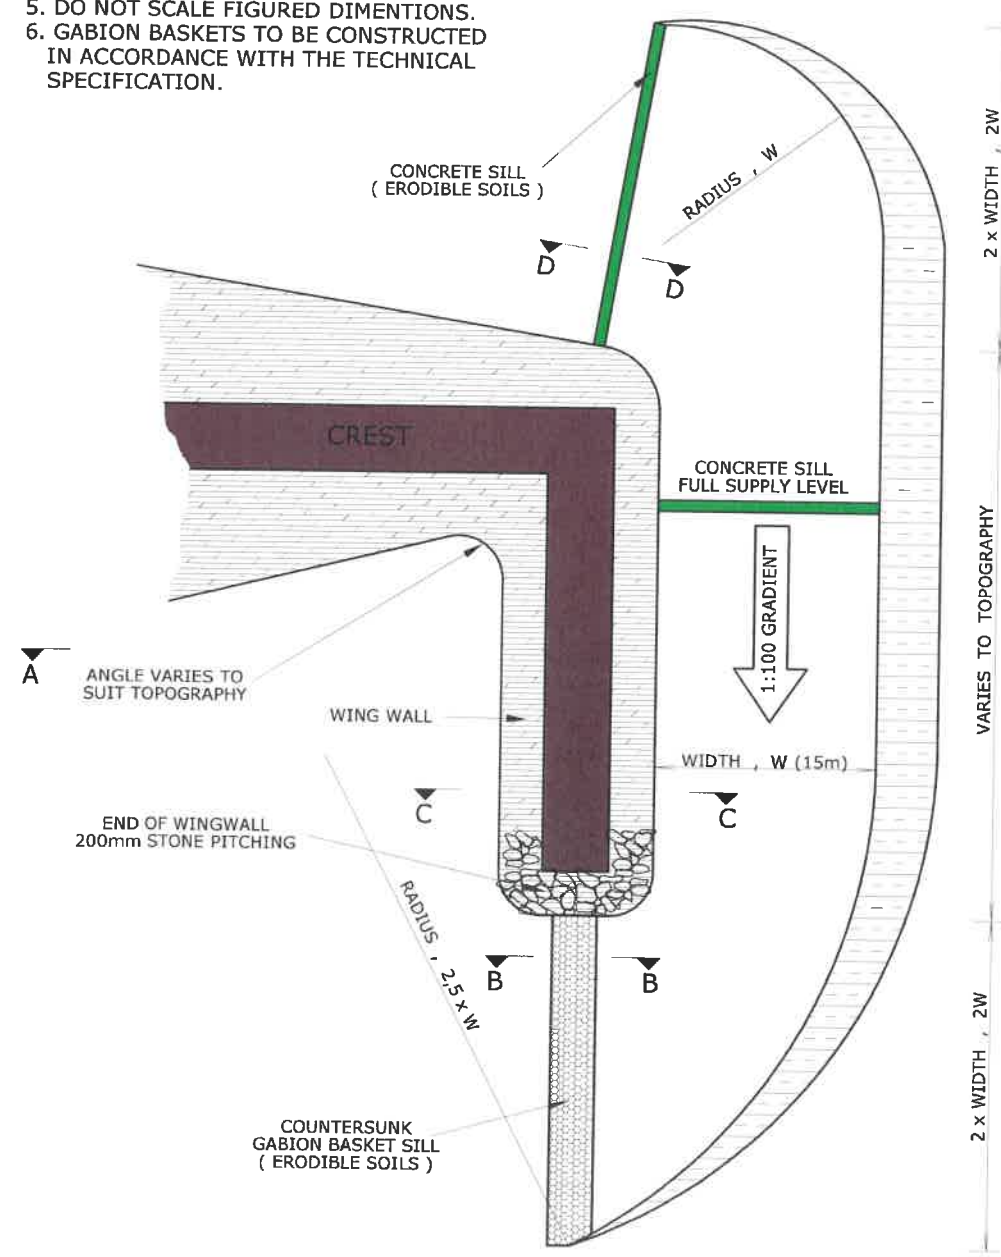 5. DO NOT SCALE FIGURED DIMENTIONS.
6. GABION BASKETS TO BE CONSTRUCTED
IN ACCORDANCE WITH THE TECHNICAL
SPECIFICATION.
2 x WIDTH , 2W
CONCRETE SILL
( ERODIBLE SOILS )
RADIUS , W
D
D
CREST
CONCRETE SILL
FULL SUPPLY LEVEL
1:100 GRADIENT
VARIES TO TOPOGRAPHY
A
ANGLE VARIES TO
SUIT TOPOGRAPHY
WING WALL
WIDTH , W (15m)
C
C
END OF WINGWALL
200mm STONE PITCHING
RADIUS , 2,5 x W
B
B
2 x WIDTH , 2W
COUNTERSUNK
GABION BASKET SILL
( ERODIBLE SOILS )